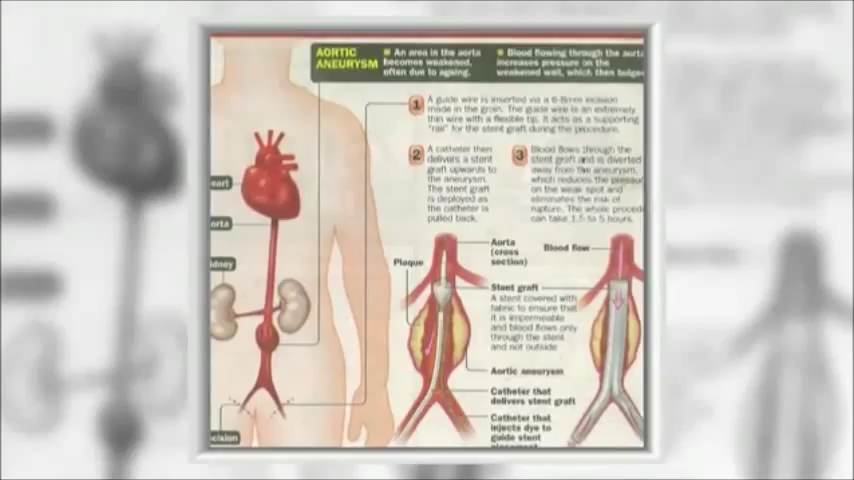 AORTIC
ANEURYSM
An area in the aorta
becomes weakened,
often due to ageing.
Blood flowing through the aorta
increases pressure on the
weakened wall, which then bulges
1
A guide wire is inserted via a 6-8mm incision
made in the groin. The guide wire is an extremely
thin wire with a flexible tip. It acts as a supporting
"rail" for the stent graft during the procedure.
2
A catheter then
delivers a stent
graft upwards to
the aneurysm.
The stent graft
is deployed as
the catheter is
pulled back.
3
Blood flows through the
stent graft and is diverted
away from the aneurysm,
which reduces the pressu
on the weak spot and
eliminates the risk of
rupture. The whole proced
can take 1.5 to 5 hours.
eart
orta
idney
cision
Plaque
Aorta
(cross
section)
Blood flow
Stent graft
A stent covered with
fabric to ensure that
it is impermeable
and blood flows only
through the stent
and not outside
Aortic aneurysm
Catheter that
delivers stent graft
Catheter that
injects dye to
guide stent